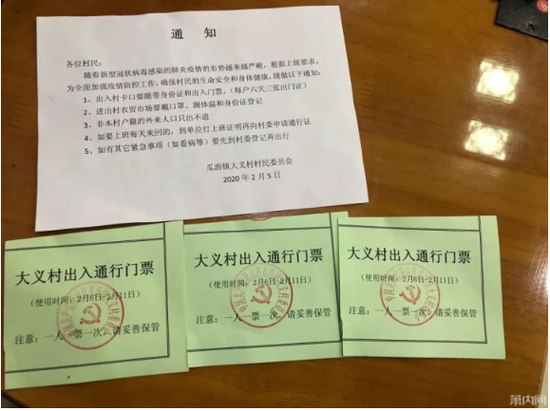 通 知
各位村民：
随着新型冠状病毒感染的肺炎疫情的形势越来越严峻，根据上级要求，
为全面加强疫情防控工作，确保村民的生命安全和身体健康，现做以下通知：
1、出入村卡口要随带身份证和出入门票，（每户六天三张出门证）
2、进出村农贸市场要戴口罩、测体温和身份证登记
3、非本村户籍的外来人口只出不进
4、如要上班每天来回的，到单位打上班证明再向村委申请通行证
5、如有其它紧急事项（如看病等）要先到村委登记再出行
瓜沥镇大义村村民委员会
2020 年 2 月 5 日
大义村出入通行门票
（使用时间：2月6日-2月11日）
注意：一人一票一次，请妥善保管
大义村出入通行门票
（使用时间：2月6日-2月11日）
注意：一人一票一次，请妥善保管
大义村出入通行门票
（使用时间：2月6日-2月11日）
注意：一人一票一次，请妥善保管
萧内网